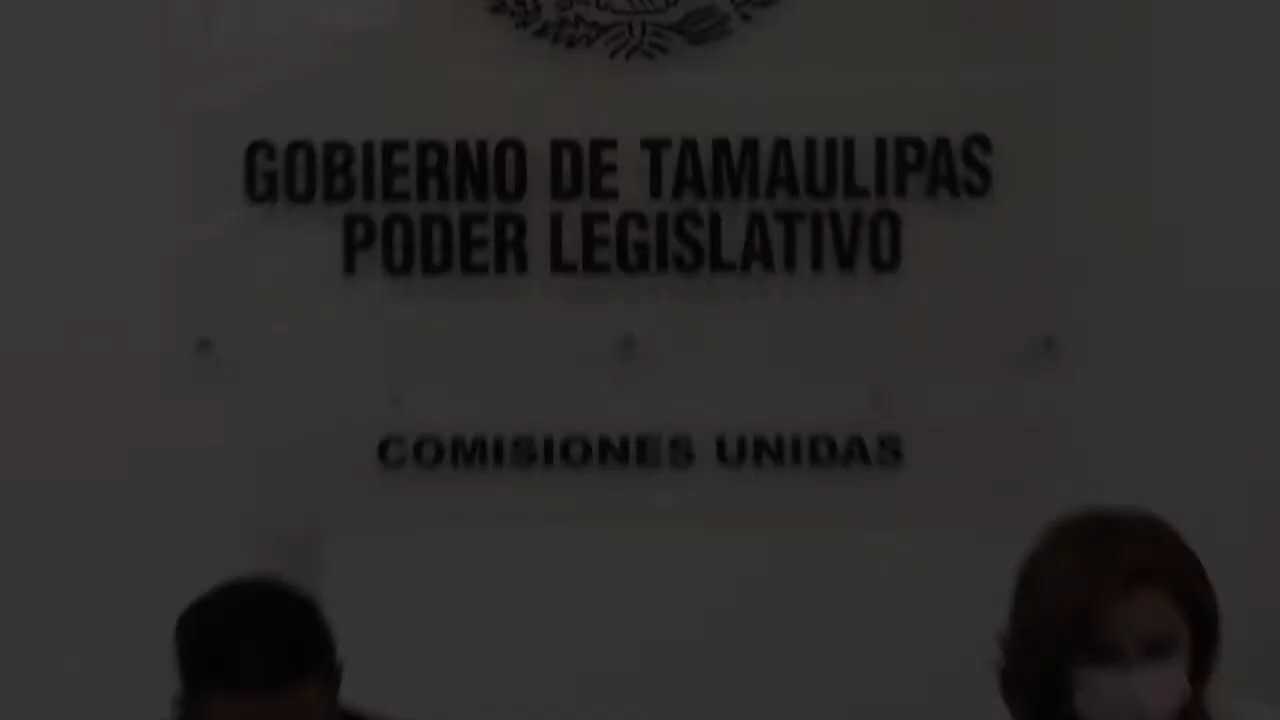 GOBIERNO DE TAMAULIPAS
PODER LEGISLATIVO
COMISIONES UNIDAS